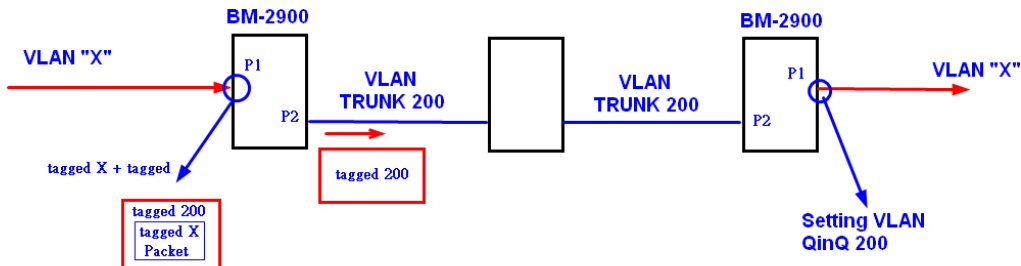 BM-2900
BM-2900
VLAN "X"
P1
P2
VLAN
TRUNK 200
VLAN
TRUNK 200
P1
P2
VLAN "X"
tagged X + tagged
tagged 200
tagged 200
tagged X
Packet
Setting VLAN
QinQ 200